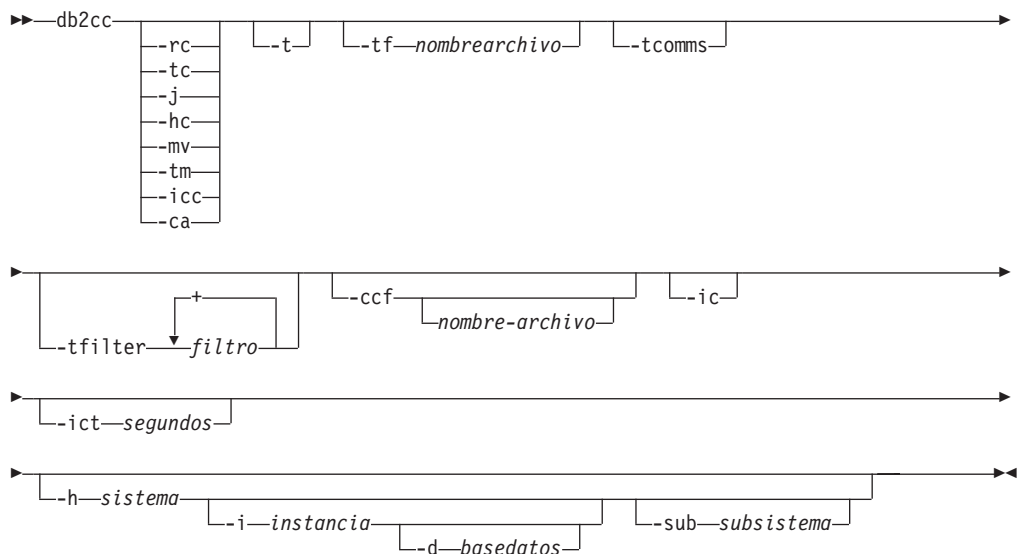 db2cc
-rc -t -tf nombrearchivo -tcomms
-tc
-j
-hc
-mv
-tm
-icc
-ca
+
-tfilter filtro
-ccf -ic
nombre-archivo
-ict segundos
-h sistema
-i instancia -sub subsistema
-d basedatos